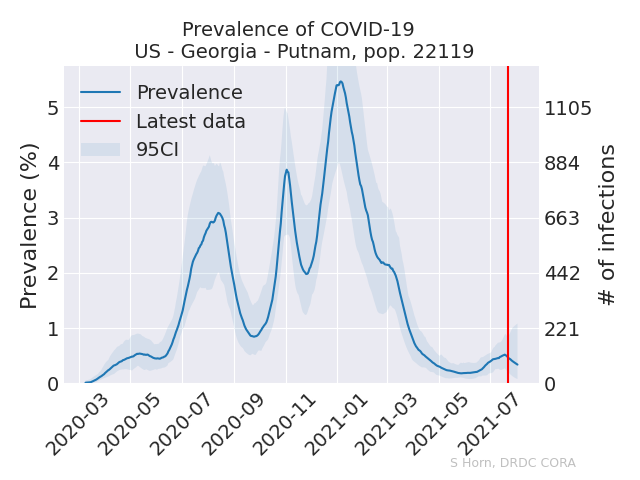 Prevalence of COVID-19
US - Georgia - Putnam, pop. 22119
Prevalence
Latest data
95CI
Prevalence (%)
5
4
3
2
1
0
1105
884
663
442
221
0
# of infections
2020-03
2020-05
2020-07
2020-09
2020-11
2021-01
2021-03
2021-05
2021-07
S Horn, DRDC CORA